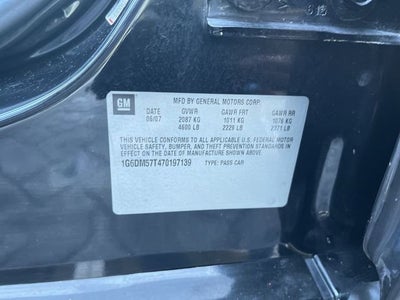 S15
GM
MFD BY GENERAL MOTORS CORP.
DATE GVWR GAWR FRT GAWR RR
06/07 2087 KG 1011 KG 1076 KG
4600 LB 2229 LB 2371 LB
THIS VEHICLE CONFORMS TO ALL APPLICABLE U.S. FEDERAL MOTOR
VEHICLE SAFETY, BUMPER, AND THEFT PREVENTION STANDARDS
IN EFFECT ON THE DATE OF MANUFACTURE SHOWN ABOVE.
1G6DM57T470197139 TYPE: PASS CAR